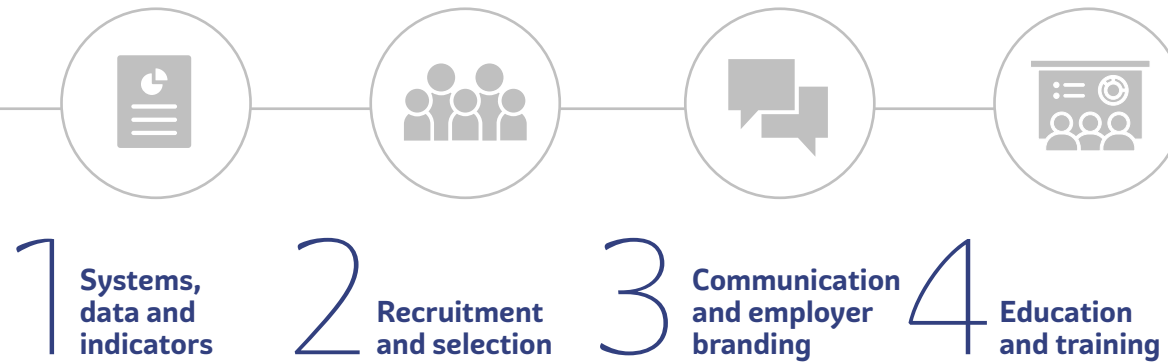 1 Systems,
data and
indicators
2 Recruitment
and selection
3 Communication
and employer
branding
4 Education
and training